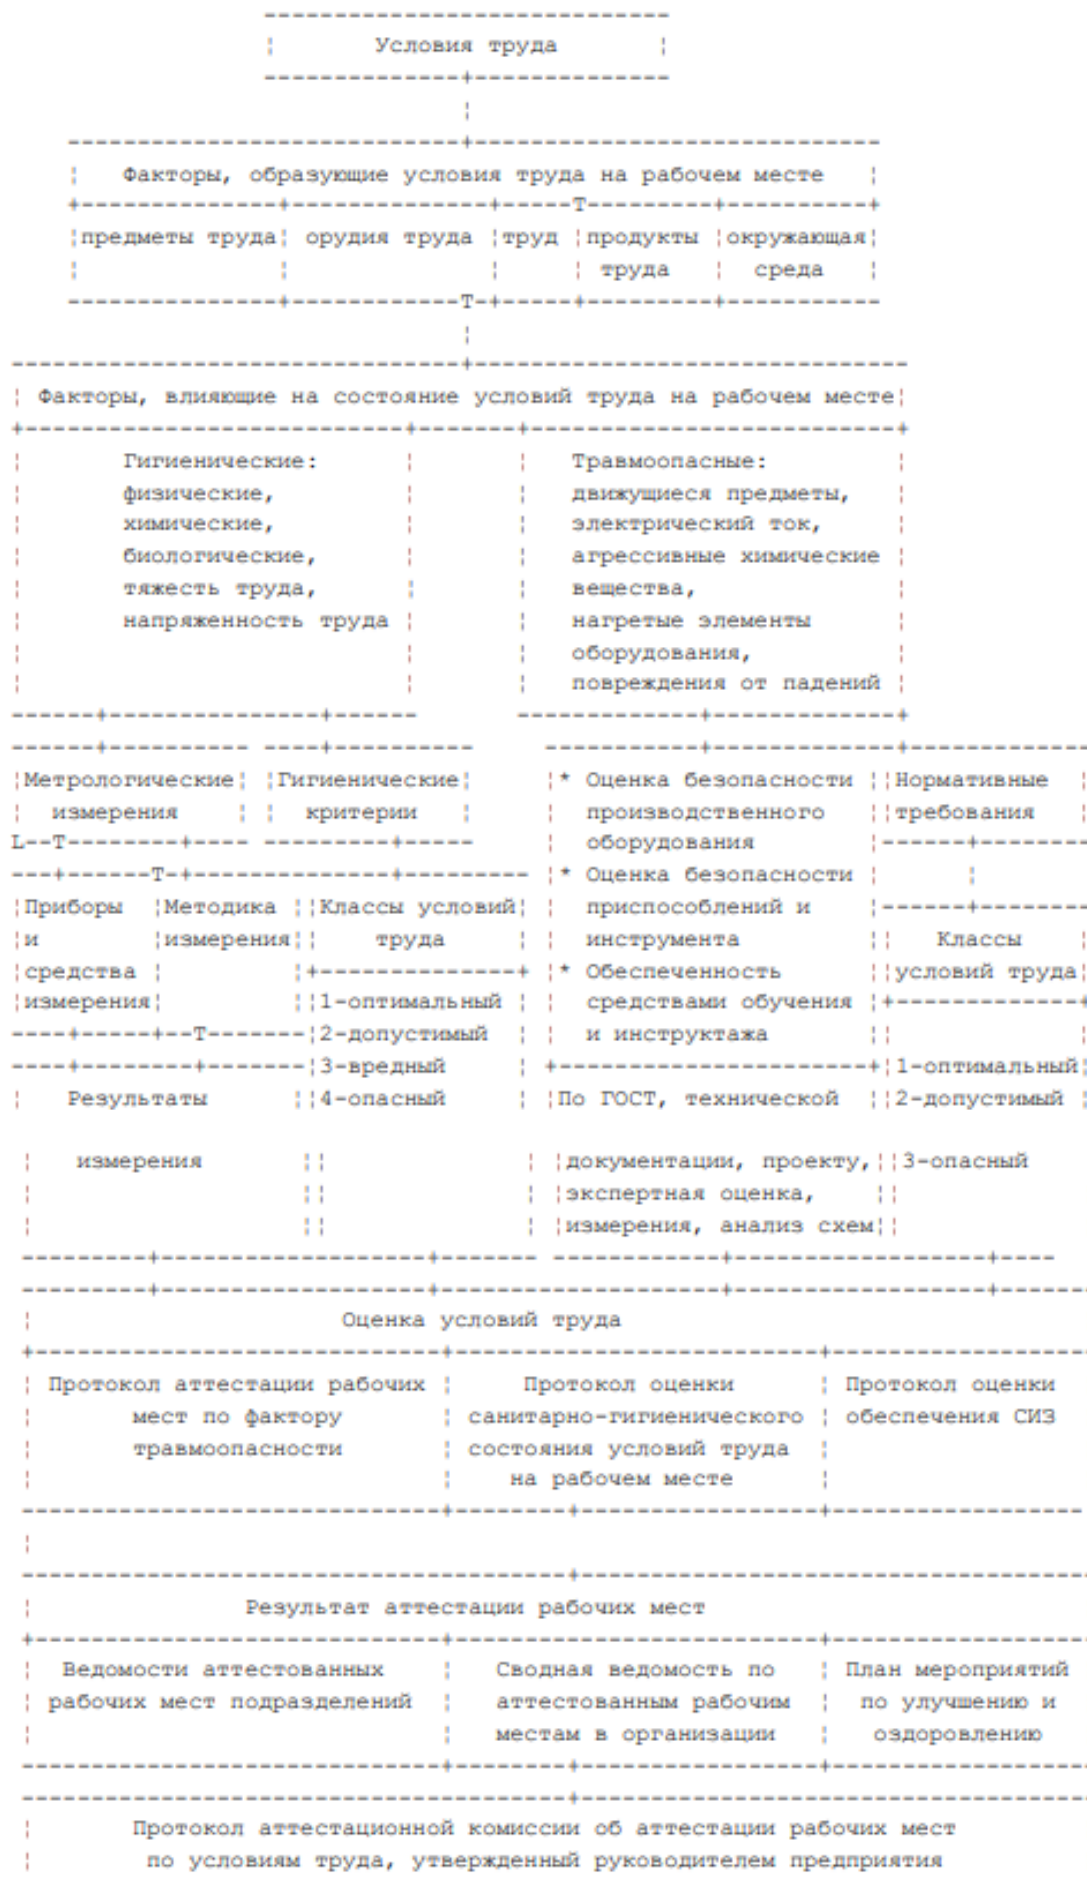 Условия труда
Факторы, образующие условия труда на рабочем месте
предметы труда орудия труда труд продукты окружающая
труда среда
Факторы, влияющие на состояние условий труда на рабочем месте
Гигиенические: Травмоопасные:
физические, движущиеся предметы,
химические, электрический ток,
биологические, агрессивные химические
тяжесть труда, вещества,
напряженность труда нагретые элементы
оборудования,
повреждения от падений
Метрологические Гигиенические * Оценка безопасности Нормативные
измерения критерии производственного требования
L--T оборудования
T * Оценка безопасности
Приборы Методика Классы условий приспособлений и
и измерения труда инструмента Классы
средства * Обеспеченность условий труда
измерения 1-оптимальный средствами обучения
T 2-допустимый и инструктажа
3-вредный 1-оптимальный
Результаты 4-опасный По ГОСТ, технической 2-допустимый
измерения документации, проекту, 3-опасный
экспертная оценка,
измерения, анализ схем
Оценка условий труда
Протокол аттестации рабочих Протокол оценки Протокол оценки
мест по фактору санитарно-гигиенического обеспечения СИЗ
травмоопасности состояния условий труда
на рабочем месте
Результат аттестации рабочих мест
Ведомости аттестованных Сводная ведомость по План мероприятий
рабочих мест подразделений аттестованным рабочим по улучшению и
местам в организации оздоровлению
Протокол аттестационной комиссии об аттестации рабочих мест
по условиям труда, утвержденный руководителем предприятия